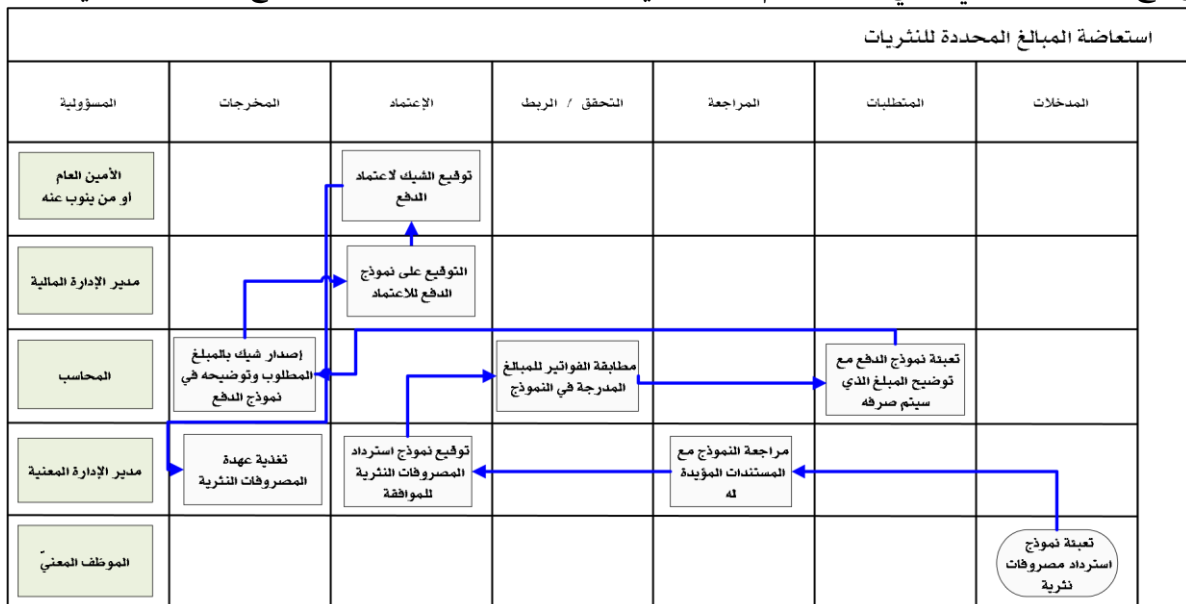 استعاضة المبالغ المحددة للنثريات
المدخلات
المتطلبات
المراجعة
التحقق / الربط
الإعتماد
المخرجات
المسؤولية
توقيع الشيك لاعتماد
الدفع
الأمين العام
او من ينوب عنه
التوقيع على نموذج
الدفع للاعتماد
مدير الإدارة المالية
تعبئة نموذج الدفع مع
توضيح المبلغ الذي
سيتم صرفه
مطابقة الفواتير للمبالغ
المدرجة في النموذج
إصدار شيك بالمبلغ
المطلوب وتوضيحه في
نموذج الدفع
المحاسب
مراجعة النموذج مع
المستندات المؤيدة
له
توقيع نموذج استرداد
المصروفات النثرية
للموافقة
تغذية عهدة
المصروفات النثرية
مدير الإدارة المعنية
تعبئة نموذج
استرداد مصروفات
نثرية
الموظف المعنيّ